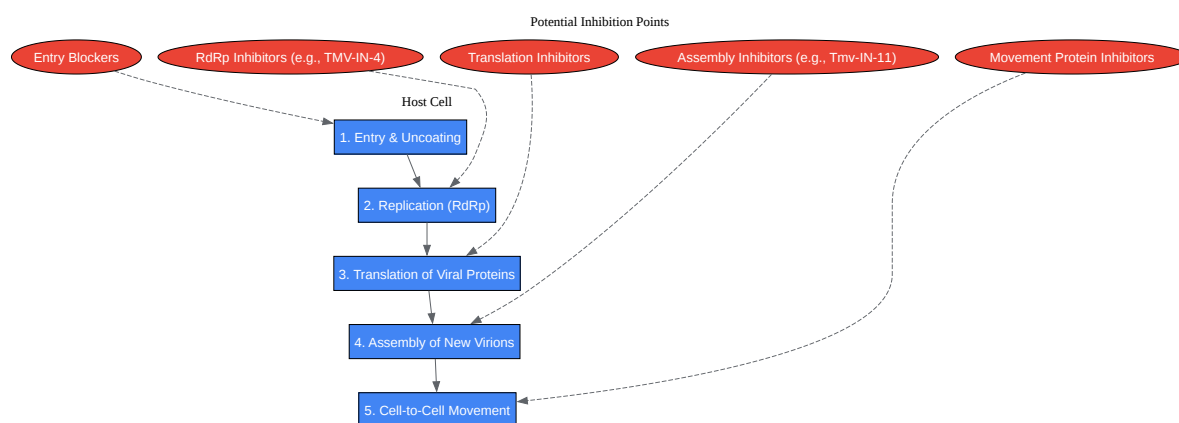 Potential Inhibition Points
Entry Blockers
RdRp Inhibitors (e.g., TMV-IN-4)
Translation Inhibitors
Assembly Inhibitors (e.g., Tmv-IN-11)
Movement Protein Inhibitors
Host Cell
1. Entry & Uncoating
2. Replication (RdRp)
3. Translation of Viral Proteins
4. Assembly of New Virions
5. Cell-to-Cell Movement